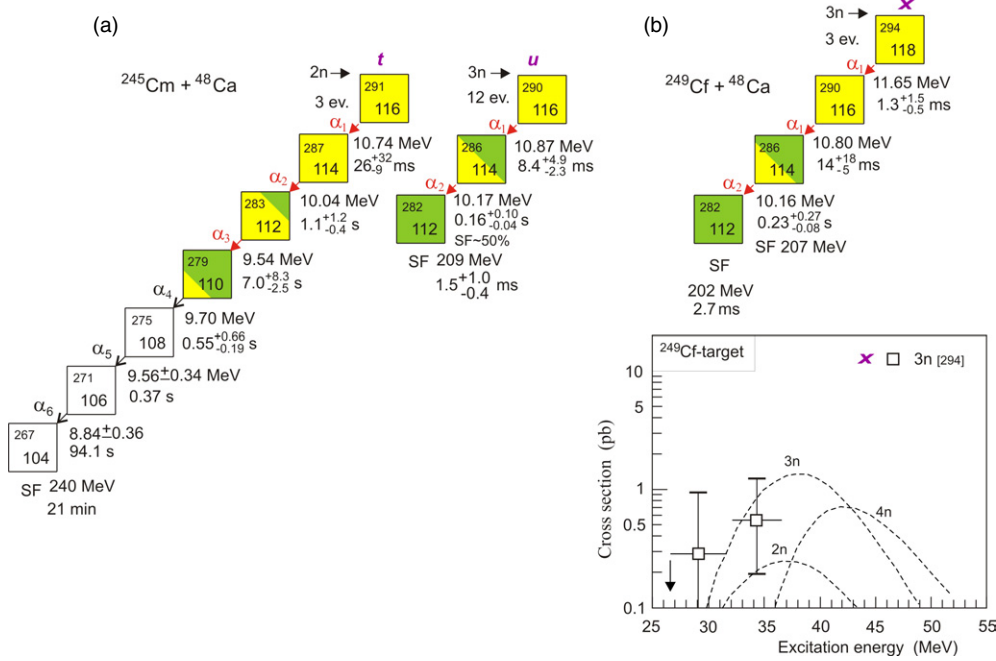 (a)
t
u
²⁴⁵Cm + ⁴⁸Ca
2n
3 ev.
291
116
3n
12 ev.
290
116
α₁
10.74 MeV
26 +32 -9 ms
287
114
α₁
10.87 MeV
8.4 +4.9 -2.3 ms
286
114
α₂
10.04 MeV
1.1 +1.2 -0.4 s
283
112
α₂
10.17 MeV
0.16 +0.10 -0.04 s
SF~50%
282
112
SF 209 MeV
1.5 +1.0 -0.4 ms
α₃
9.54 MeV
7.0 +8.3 -2.5 s
279
110
α₄
9.70 MeV
0.55 +0.66 -0.19 s
275
108
α₅
9.56±0.34 MeV
0.37 s
271
106
α₆
8.84±0.36
94.1 s
267
104
SF 240 MeV
21 min
(b)
x
²⁴⁹Cf + ⁴⁸Ca
3n
3 ev.
294
118
α₁
11.65 MeV
1.3 +1.5 -0.5 ms
290
116
α₁
10.80 MeV
14 +18 -5 ms
286
114
α₂
10.16 MeV
0.23 +0.27 -0.08 s
SF 207 MeV
282
112
SF
202 MeV
2.7 ms
²⁴⁹Cf-target
x 3n [294]
10
1
0.5
0.1
Cross section (pb)
3n
4n
2n
25 30 35 40 45 50 55
Excitation energy (MeV)